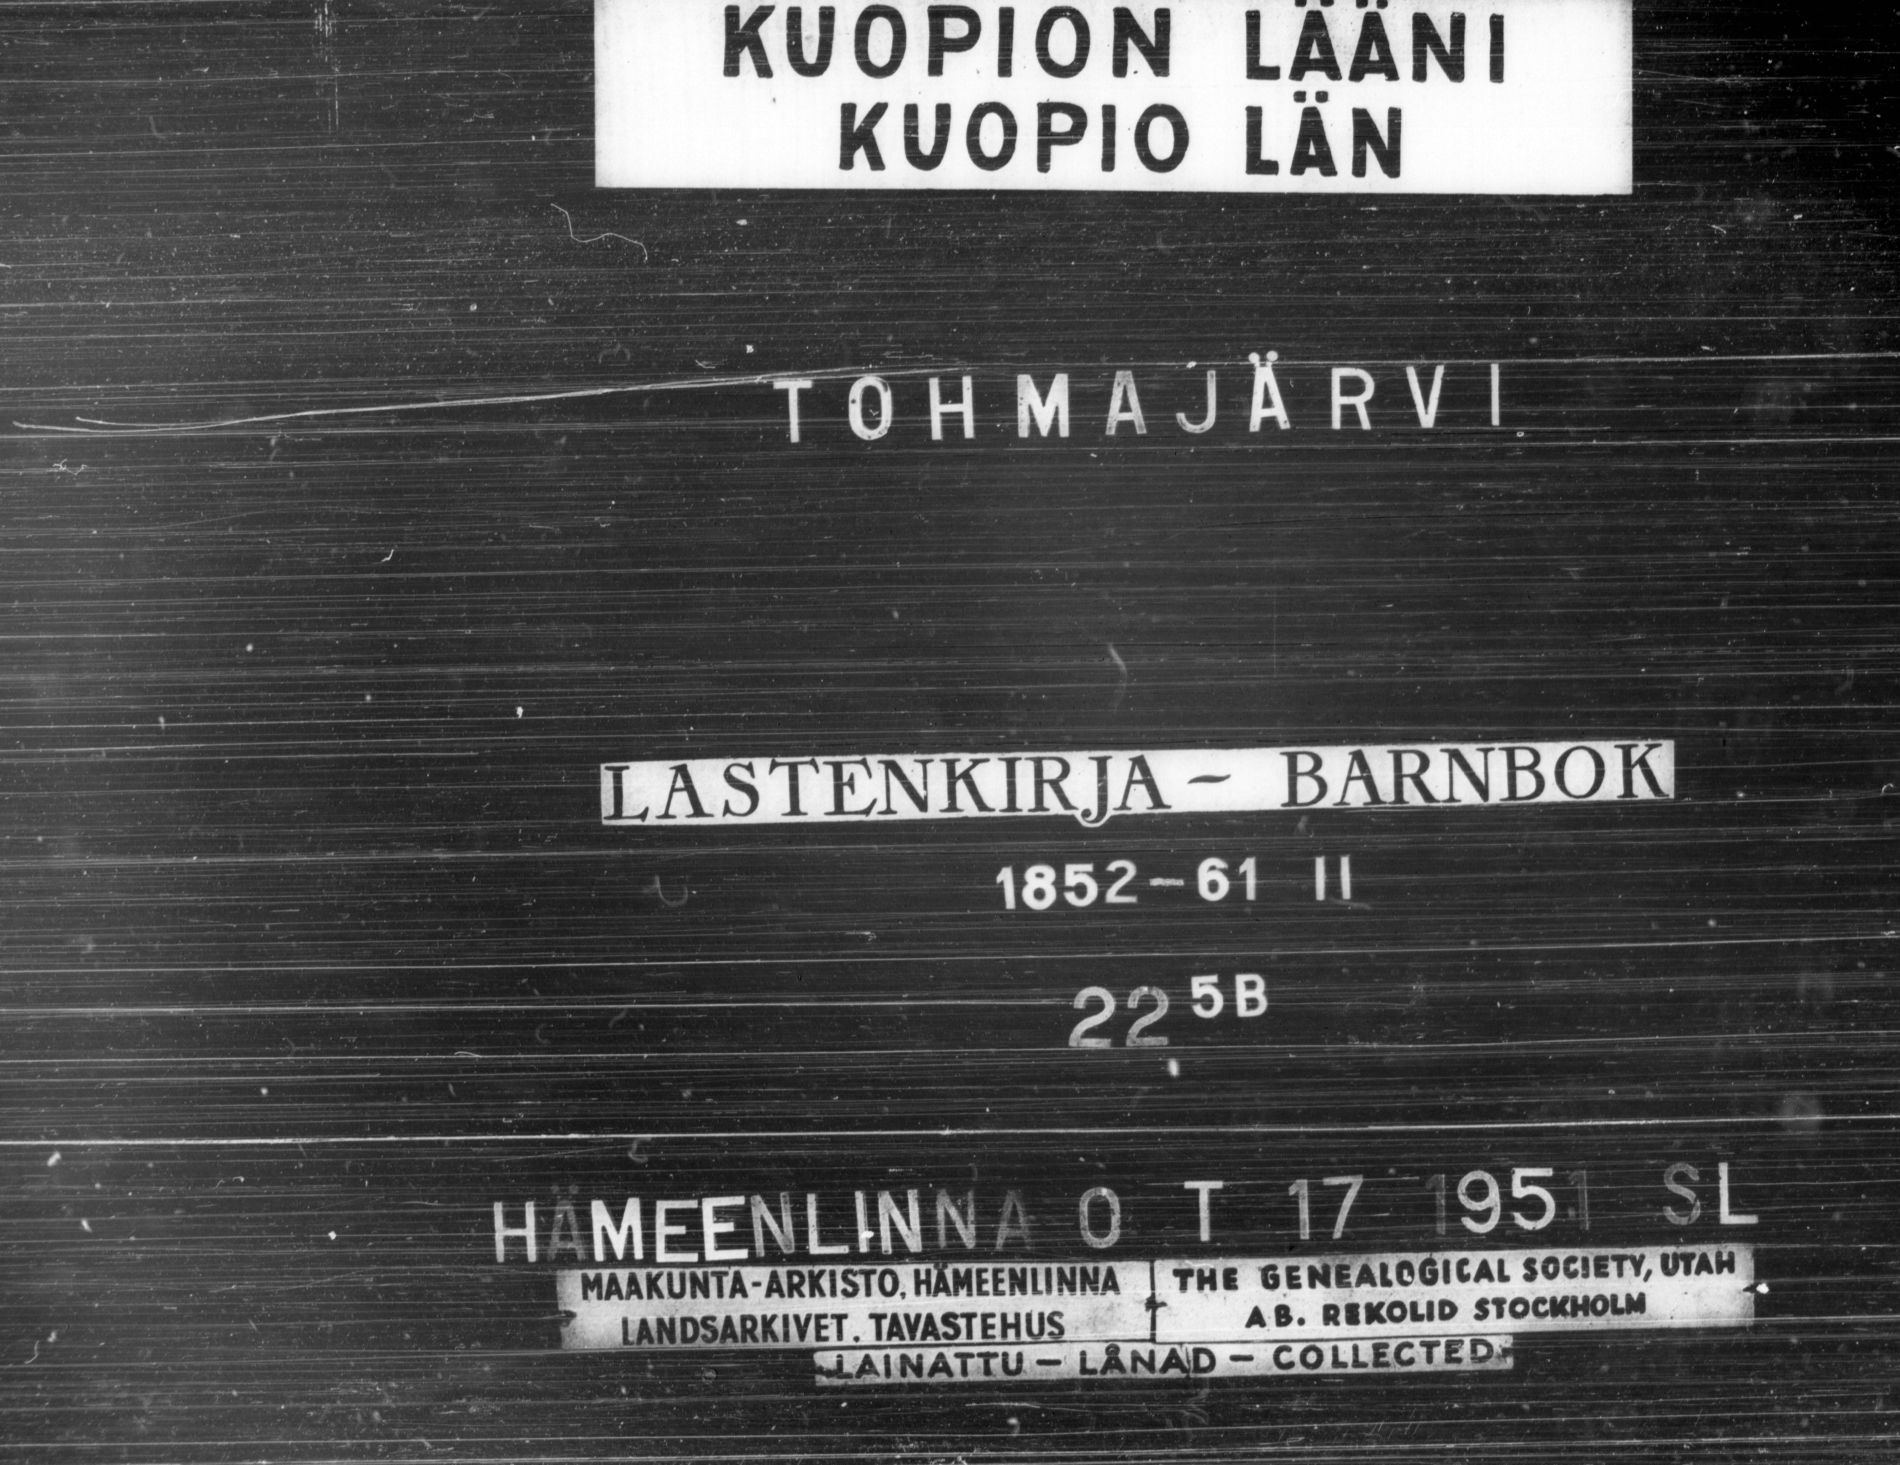 KUOPION LÄÄNI
KUOPIO LÄN
TOHMAJÄRVI
LASTENKIRJA - BARNBOK
1852-61 II
22 5B
HÄMEENLINNA O T 17 1951 SL
MAAKUNTA-ARKISTO, HÄMEENLINNA
LANDSARKIVET. TAVASTEHUS
THE GENEALOGICAL SOCIETY, UTAH
AB. REKOLID STOCKHOLM
LAINATTU - LÅNAD - COLLECTED